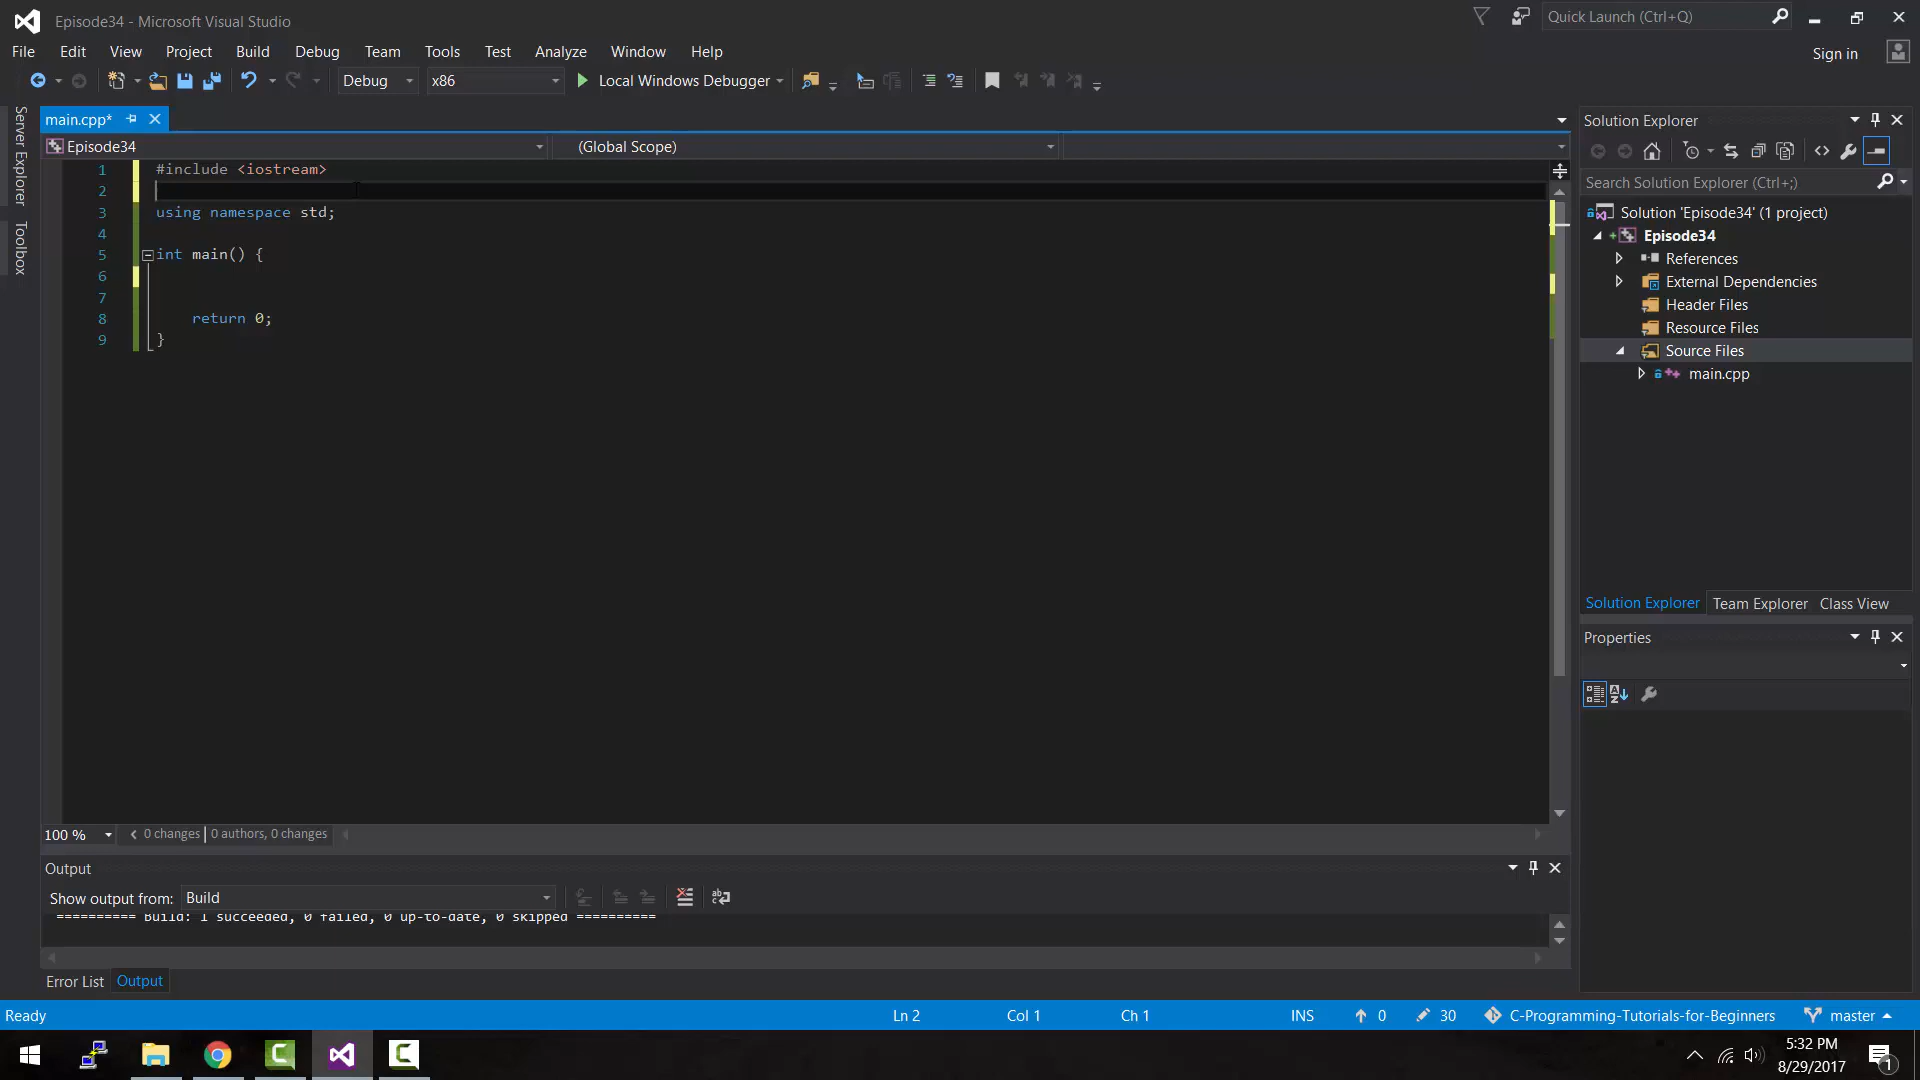 Episode34 - Microsoft Visual Studio
Quick Launch (Ctrl+Q)
File Edit View Project Build Debug Team Tools Test Analyze Window Help
Sign in
Debug x86 Local Windows Debugger
Server Explorer
Toolbox
main.cpp*
Episode34 (Global Scope)
1 #include <iostream>
2
3 using namespace std;
4
5 int main() {
6
7
8 return 0;
9 }
100 % 0 changes | 0 authors, 0 changes
Output
Show output from: Build
========== Build: 1 succeeded, 0 failed, 0 up-to-date, 0 skipped ==========
Error List Output
Solution Explorer
Search Solution Explorer (Ctrl+;)
Solution 'Episode34' (1 project)
Episode34
References
External Dependencies
Header Files
Resource Files
Source Files
main.cpp
Solution Explorer Team Explorer Class View
Properties
Ready Ln 2 Col 1 Ch 1 INS 0 30 C-Programming-Tutorials-for-Beginners master
5:32 PM
8/29/2017
1